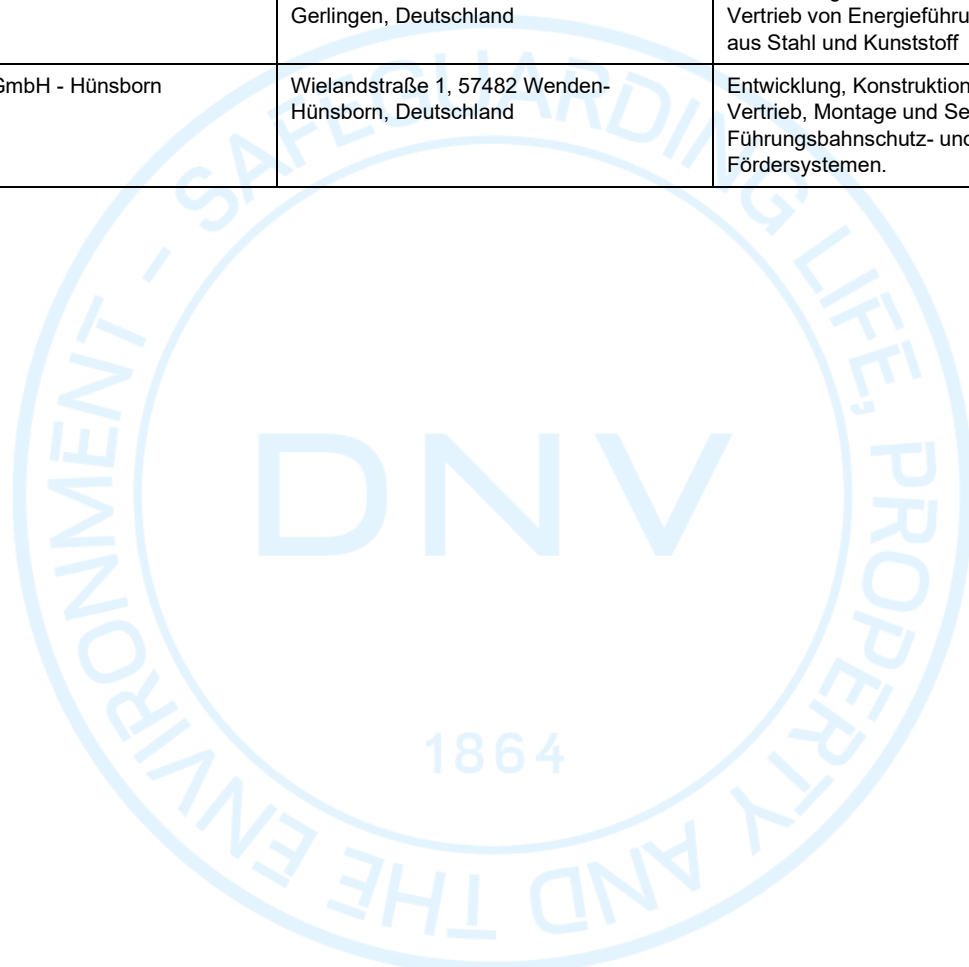 Gerlingen, Deutschland
Vertrieb von Energieführu
aus Stahl und Kunststoff
GmbH - Hünsborn
Wielandstraße 1, 57482 Wenden-
Hünsborn, Deutschland
Entwicklung, Konstruktion
Vertrieb, Montage und Se
Führungsbahnschutz- und
Fördersystemen.
SAFEGUARDING LIFE, PROPERTY AND THE ENVIRONMENT -
DNV
1864